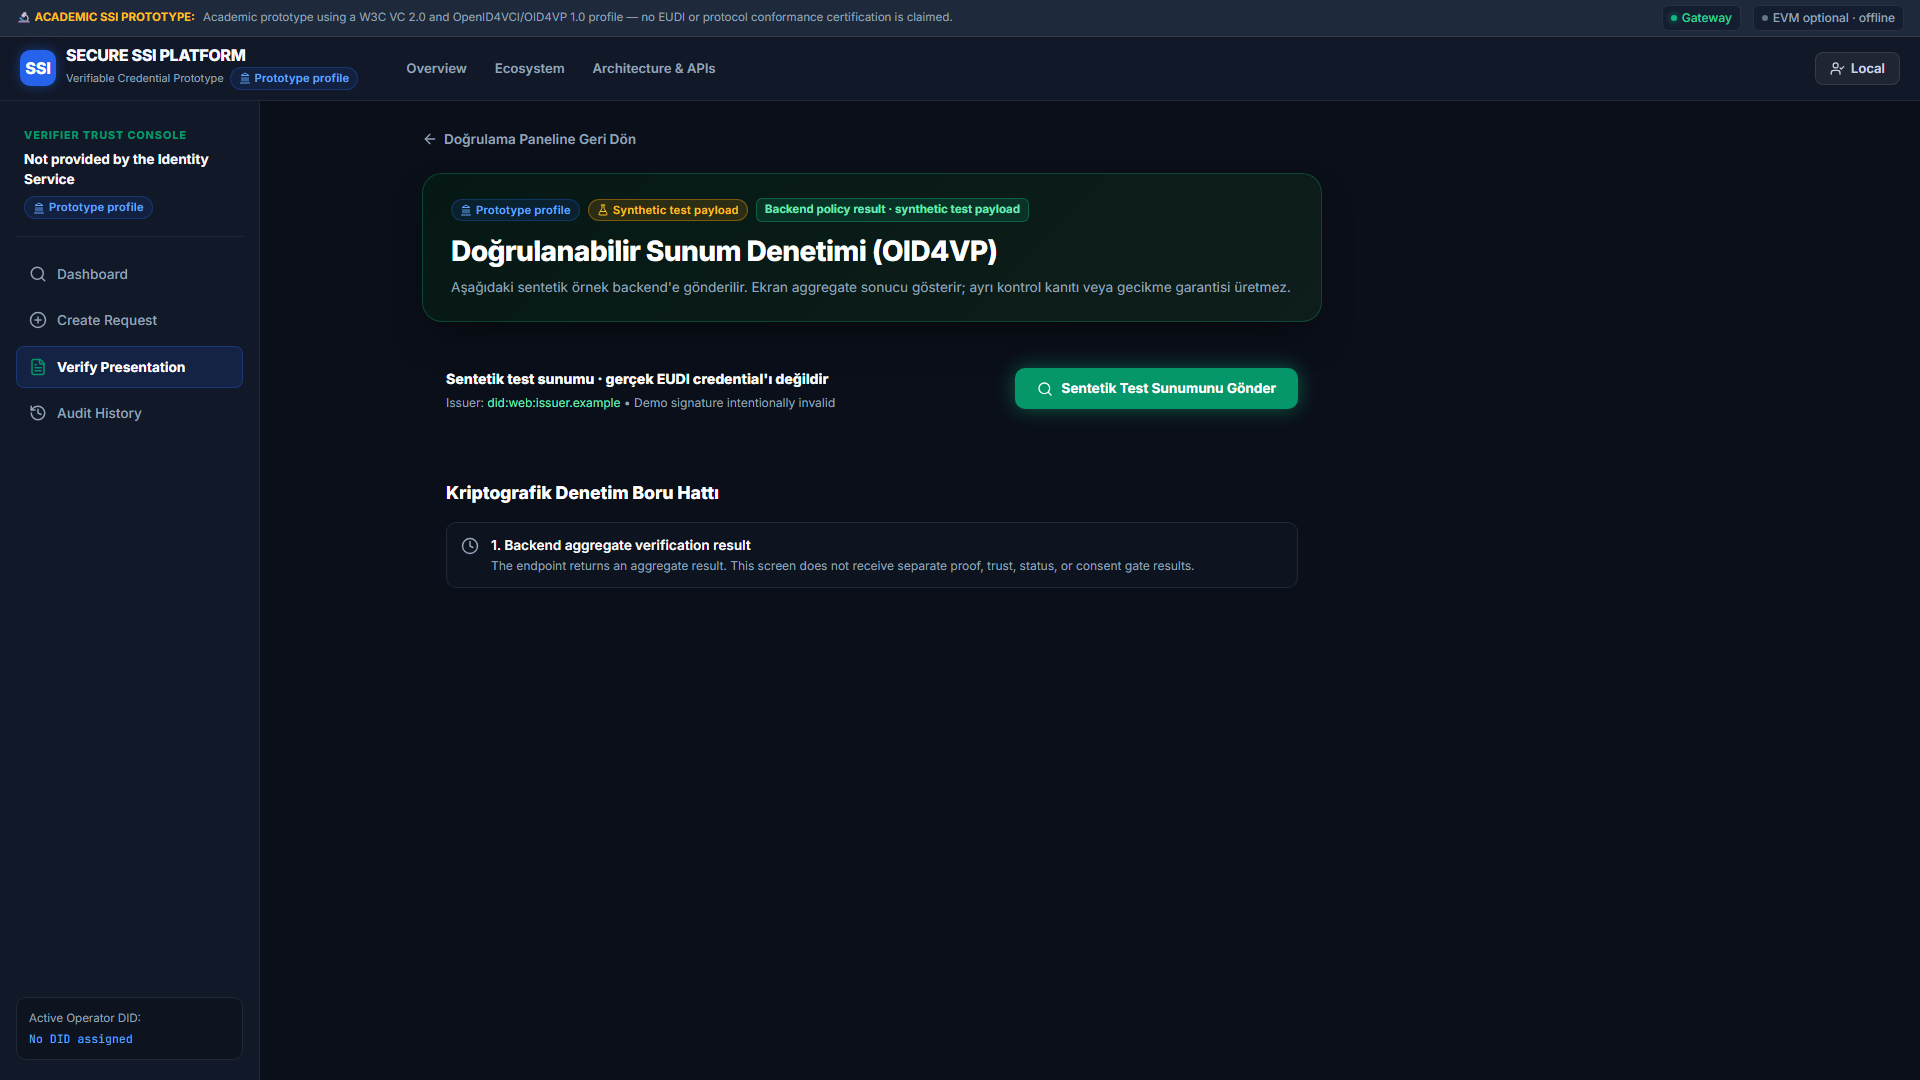 ACADEMIC SSI PROTOTYPE: Academic prototype using a W3C VC 2.0 and OpenID4VCI/OID4VP 1.0 profile — no EUDI or protocol conformance certification is claimed.
Gateway
EVM optional · offline
SSI
SECURE SSI PLATFORM
Verifiable Credential Prototype
Prototype profile
Overview
Ecosystem
Architecture & APIs
Local
VERIFIER TRUST CONSOLE
Not provided by the Identity
Service
Prototype profile
Dashboard
Create Request
Verify Presentation
Audit History
Active Operator DID:
No DID assigned
Doğrulama Paneline Geri Dön
Prototype profile
Synthetic test payload
Backend policy result · synthetic test payload
Doğrulanabilir Sunum Denetimi (OID4VP)
Aşağıdaki sentetik örnek backend'e gönderilir. Ekran aggregate sonucu gösterir; ayrı kontrol kanıtı veya gecikme garantisi üretmez.
Sentetik test sunumu · gerçek EUDI credential'ı değildir
Issuer: did:web:issuer.example • Demo signature intentionally invalid
Sentetik Test Sunumunu Gönder
Kriptografik Denetim Boru Hattı
1. Backend aggregate verification result
The endpoint returns an aggregate result. This screen does not receive separate proof, trust, status, or consent gate results.